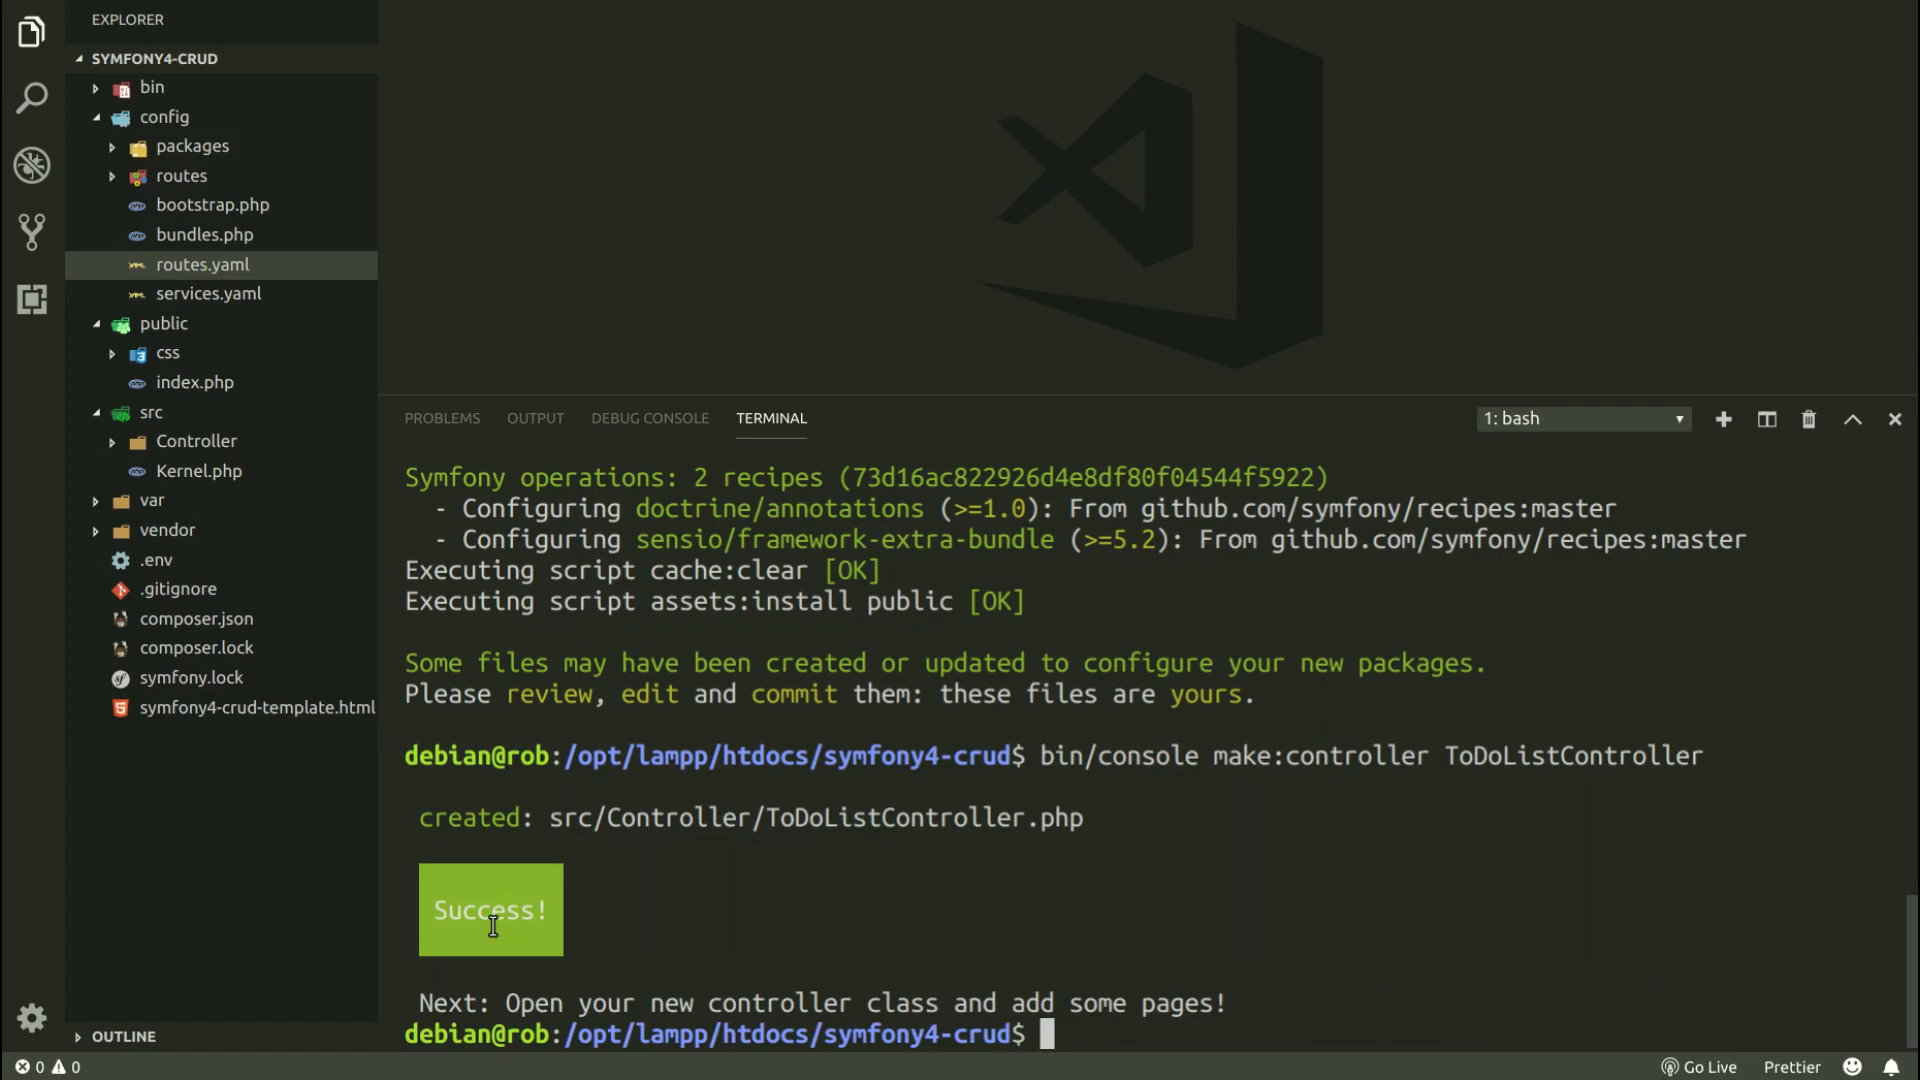 EXPLORER
SYMFONY4-CRUD
bin
config
packages
routes
bootstrap.php
bundles.php
routes.yaml
services.yaml
public
css
index.php
src
Controller
Kernel.php
var
vendor
.env
.gitignore
composer.json
composer.lock
symfony.lock
symfony4-crud-template.html
OUTLINE
PROBLEMS OUTPUT DEBUG CONSOLE TERMINAL 1: bash
Symfony operations: 2 recipes (73d16ac822926d4e8df80f04544f5922)
- Configuring doctrine/annotations (>=1.0): From github.com/symfony/recipes:master
- Configuring sensio/framework-extra-bundle (>=5.2): From github.com/symfony/recipes:master
Executing script cache:clear [OK]
Executing script assets:install public [OK]
Some files may have been created or updated to configure your new packages.
Please review, edit and commit them: these files are yours.
debian@rob:/opt/lampp/htdocs/symfony4-crud$ bin/console make:controller ToDoListController
created: src/Controller/ToDoListController.php
Success!
Next: Open your new controller class and add some pages!
debian@rob:/opt/lampp/htdocs/symfony4-crud$
0 0 Go Live Prettier